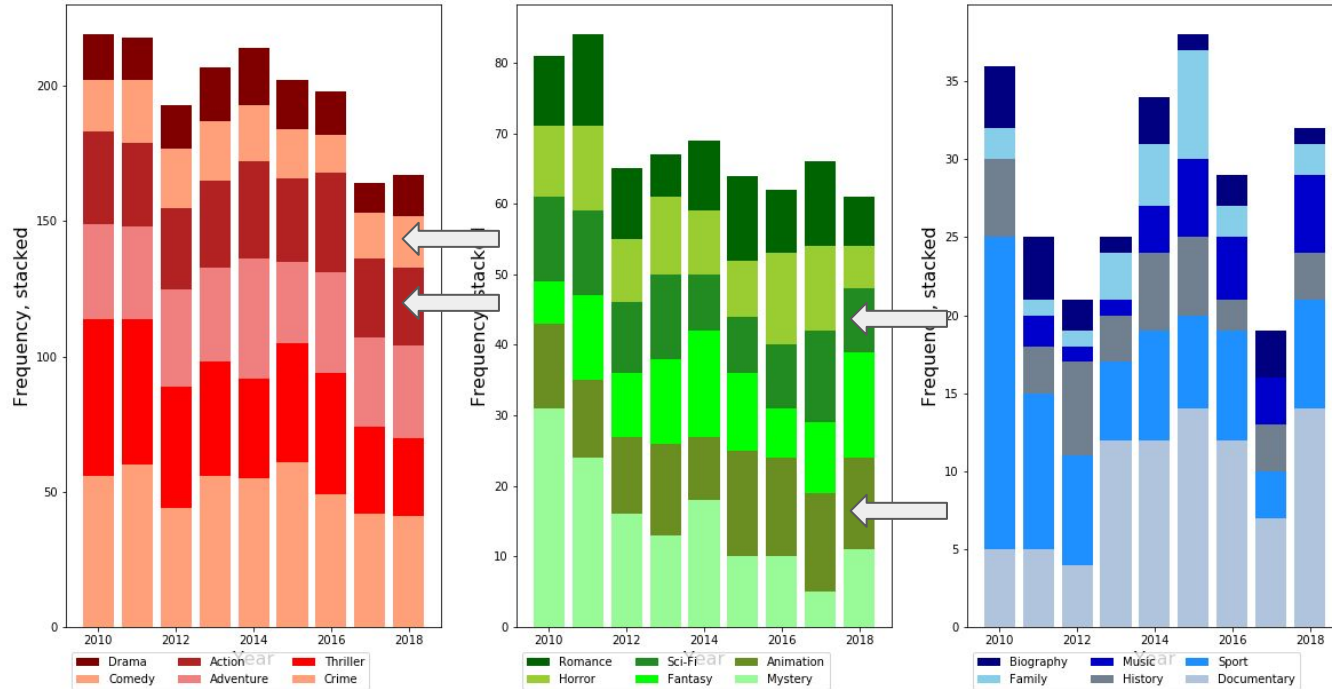 Frequency, stacked
200
150
100
50
0
2010 2012 2014 2016 2018
Year
Drama Action Thriller
Comedy Adventure Crime
Frequency, stacked
80
70
60
50
40
30
20
10
0
2010 2012 2014 2016 2018
Year
Romance Sci-Fi Animation
Horror Fantasy Mystery
Frequency, stacked
35
30
25
20
15
10
5
0
2010 2012 2014 2016 2018
Year
Biography Music Sport
Family History Documentary